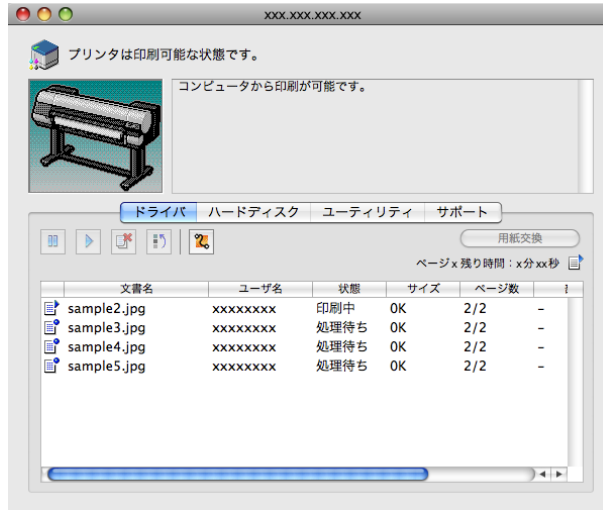 xxx.xxx.xxx.xxx
プリンタは印刷可能な状態です。
コンピュータから印刷が可能です。
ドライバ ハードディスク ユーティリティ サポート
用紙交換
ページx 残り時間：x分xx秒
文書名 ユーザ名 状態 サイズ ページ数
sample2.jpg xxxxxxxx 印刷中 0K 2/2 –
sample3.jpg xxxxxxxx 処理待ち 0K 2/2 –
sample4.jpg xxxxxxxx 処理待ち 0K 2/2 –
sample5.jpg xxxxxxxx 処理待ち 0K 2/2 –